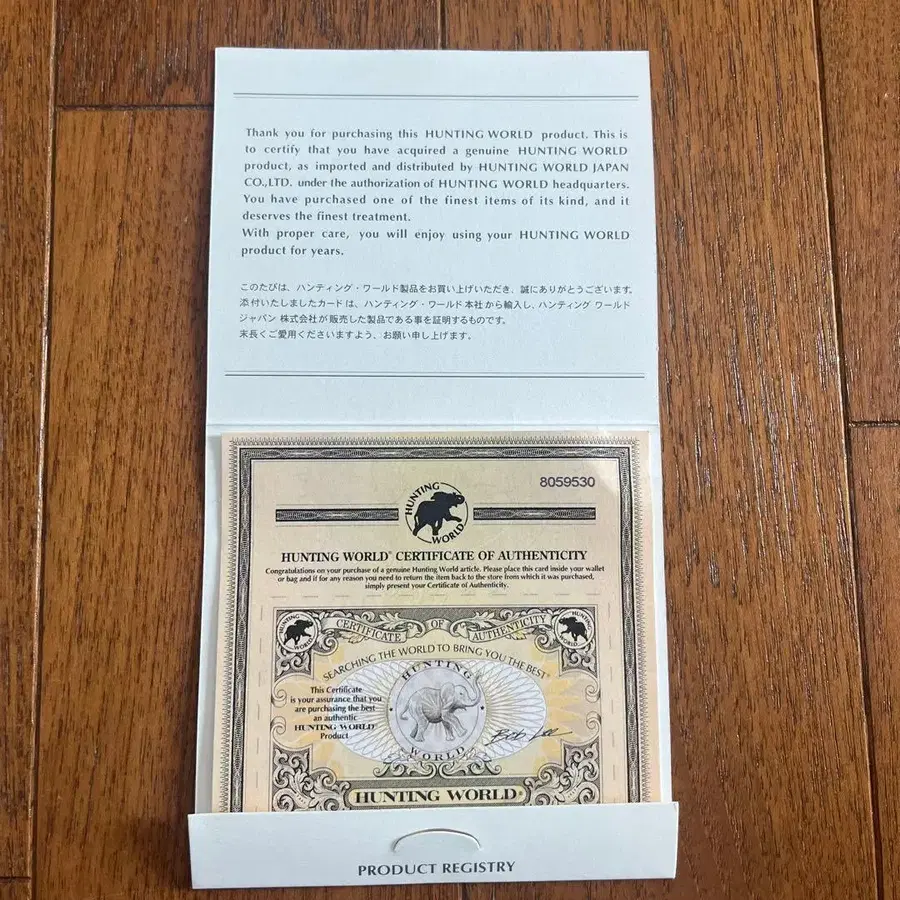 Thank you for purchasing this HUNTING WORLD product. This is
to certify that you have acquired a genuine HUNTING WORLD
product, as imported and distributed by HUNTING WORLD JAPAN
CO.,LTD. under the authorization of HUNTING WORLD headquarters.
You have purchased one of the finest items of its kind, and it
deserves the finest treatment.
With proper care, you will enjoy using your HUNTING WORLD
product for years.
このたびは、ハンティング・ワールド製品をお買い上げいただき、誠にありがとうございます。
添付いたしましたカードは、ハンティング・ワールド本社から輸入し、ハンティング ワールド
ジャパン 株式会社が販売した製品である事を証明するものです。
末長くご愛用くださいますよう、お願い申し上げます。
8059530
HUNTING
WORLD
HUNTING WORLD® CERTIFICATE OF AUTHENTICITY
Congratulations on your purchase of a genuine Hunting World article. Please place this card inside your wallet
or bag and if for any reason you need to return the item back to the store from which it was purchased,
simply present your Certificate of Authenticity.
HUNTING
WORLD
CERTIFICATE OF AUTHENTICITY
HUNTING
WORLD
SEARCHING THE WORLD TO BRING YOU THE BEST®
HUNTING
WORLD
This Certificate
is your assurance that you
are purchasing the best
an authentic
HUNTING WORLD®
Product
Bob Lee
HUNTING WORLD®
PRODUCT REGISTRY